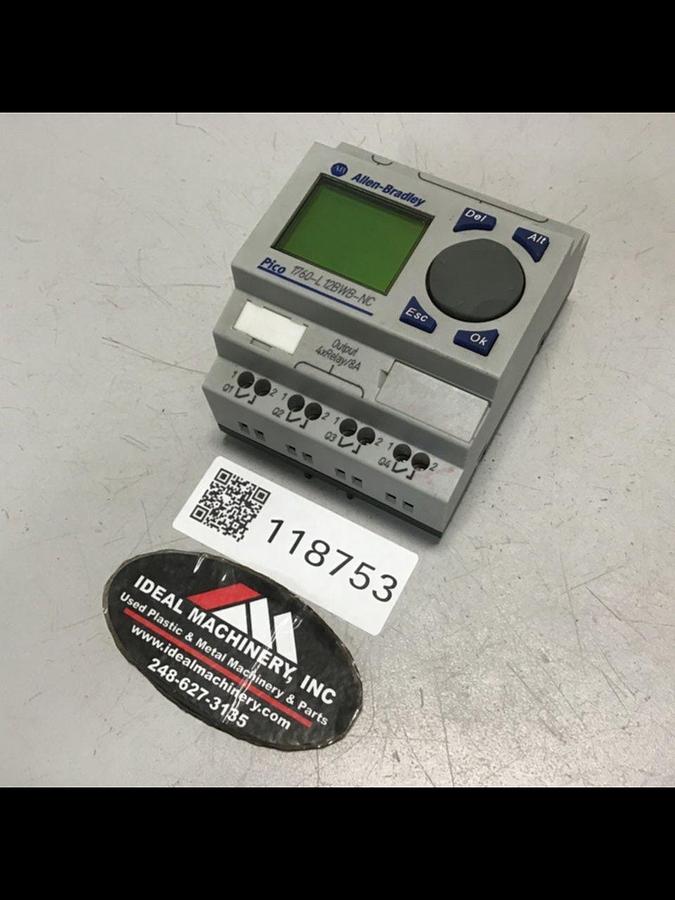 AB Allen-Bradley
Del
Alt
Pico 1760-L12BWB-NC
Esc
Ok
Output
4xRelay/8A
1 2 1 2 1 2 1 2
Q1 Q2 Q3 Q4
118753
IDEAL MACHINERY, INC
Used Plastic & Metal Machinery & Parts
www.idealmachinery.com
248-627-3135